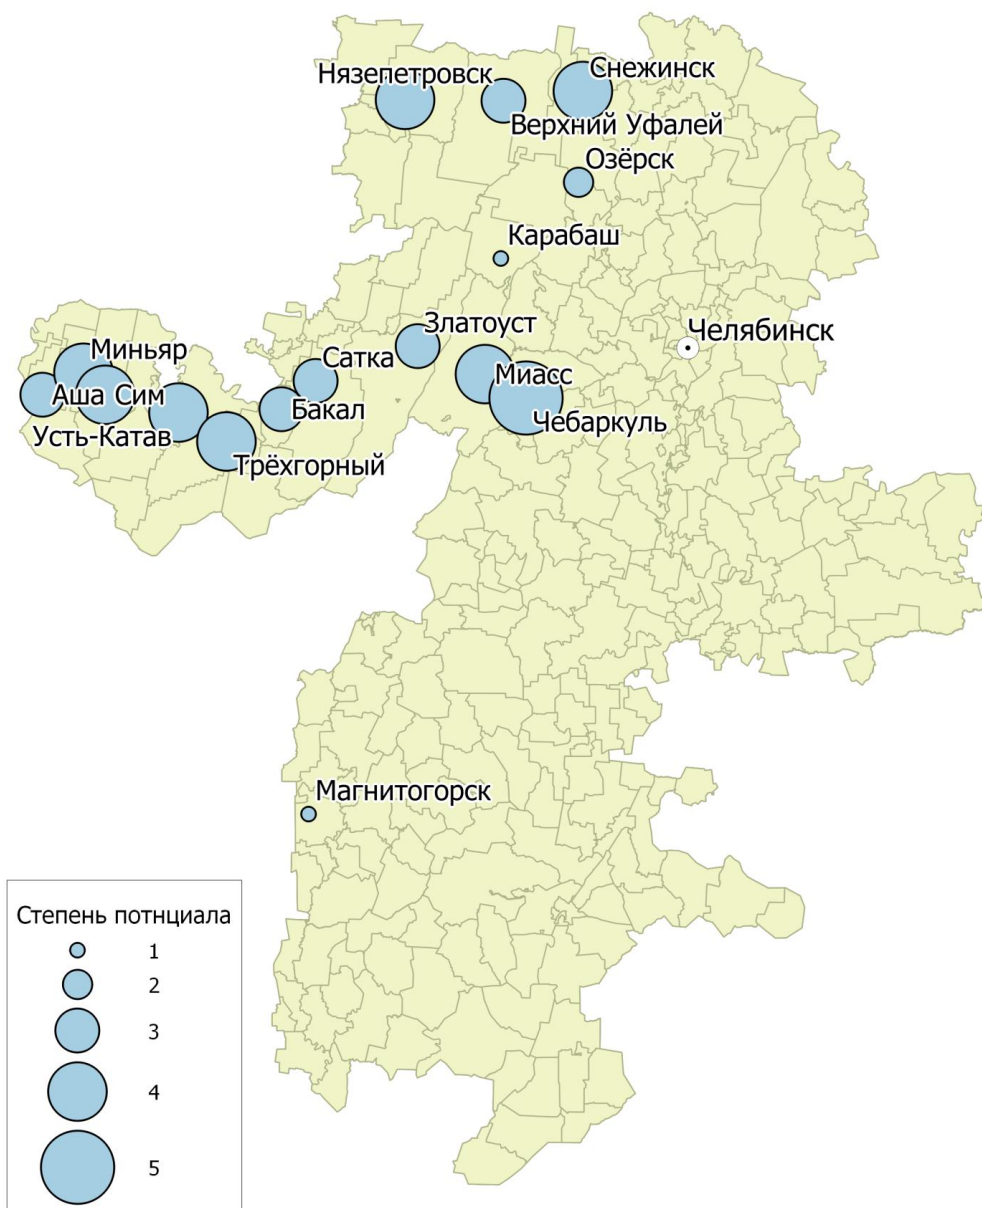 Нязепетровск
Снежинск
Верхний Уфалей
Озёрск
Карабаш
Златоуст
Челябинск
Миньяр
Сатка
Миасс
Аша Сим
Бакал
Чебаркуль
Усть-Катав
Трёхгорный
Магнитогорск
Степень потнциала
1
2
3
4
5